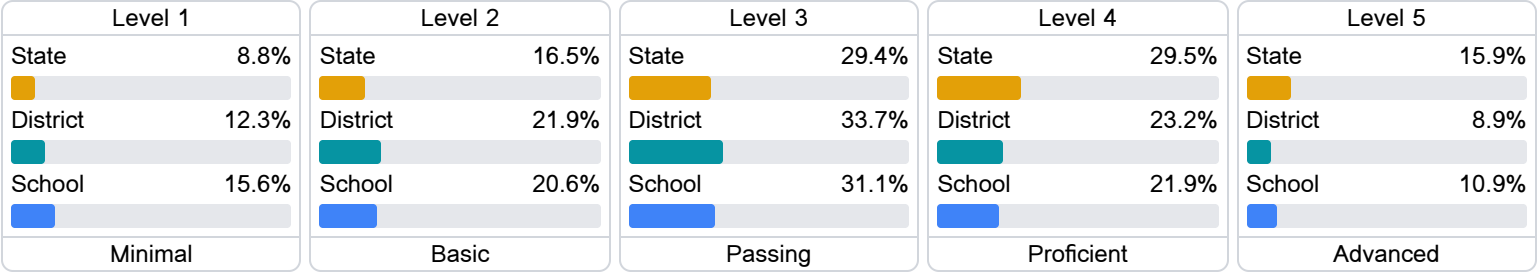 Level 1
State 8.8%
District 12.3%
School 15.6%
Minimal
Level 2
State 16.5%
District 21.9%
School 20.6%
Basic
Level 3
State 29.4%
District 33.7%
School 31.1%
Passing
Level 4
State 29.5%
District 23.2%
School 21.9%
Proficient
Level 5
State 15.9%
District 8.9%
School 10.9%
Advanced